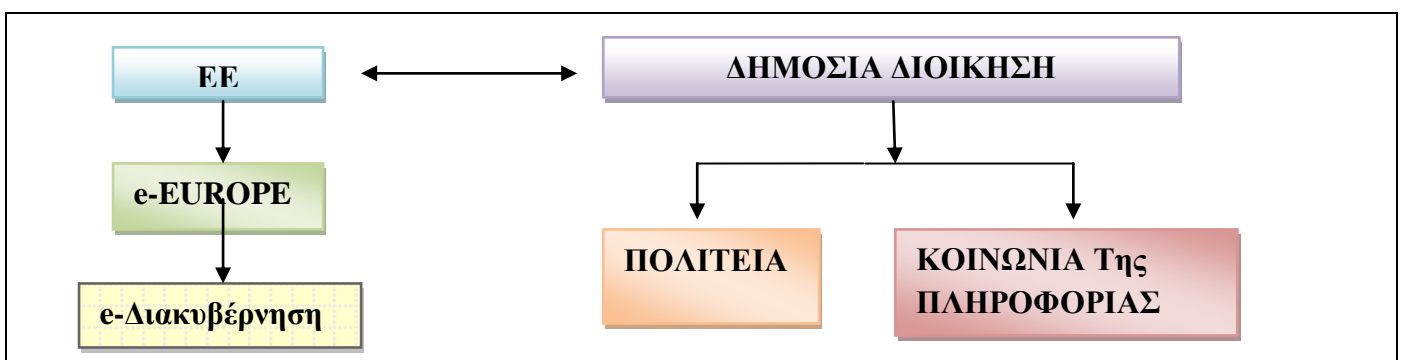 ΕΕ
ΔΗΜΟΣΙΑ ΔΙΟΙΚΗΣΗ
e-EUROPE
ΠΟΛΙΤΕΙΑ
ΚΟΙΝΩΝΙΑ Της
ΠΛΗΡΟΦΟΡΙΑΣ
e-Διακυβέρνηση